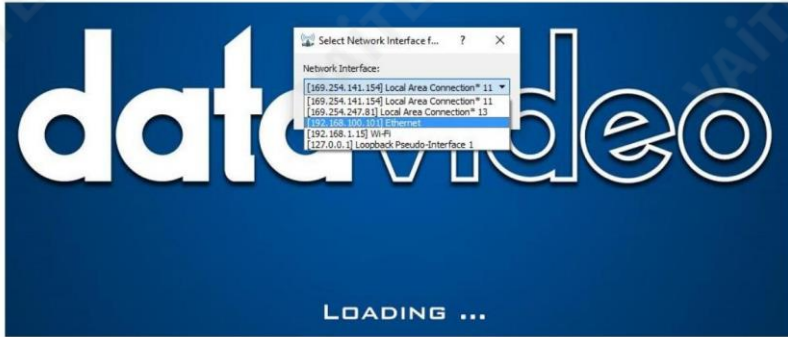 Select Network Interface f... ? ×
Network Interface:
[169.254.141.154] Local Area Connection* 11
[169.254.141.154] Local Area Connection* 11
[169.254.247.81] Local Area Connection* 13
[192.168.100.101] Ethernet
[192.168.1.15] Wi-Fi
[127.0.0.1] Loopback Pseudo-Interface 1
datavideo
LOADING ...